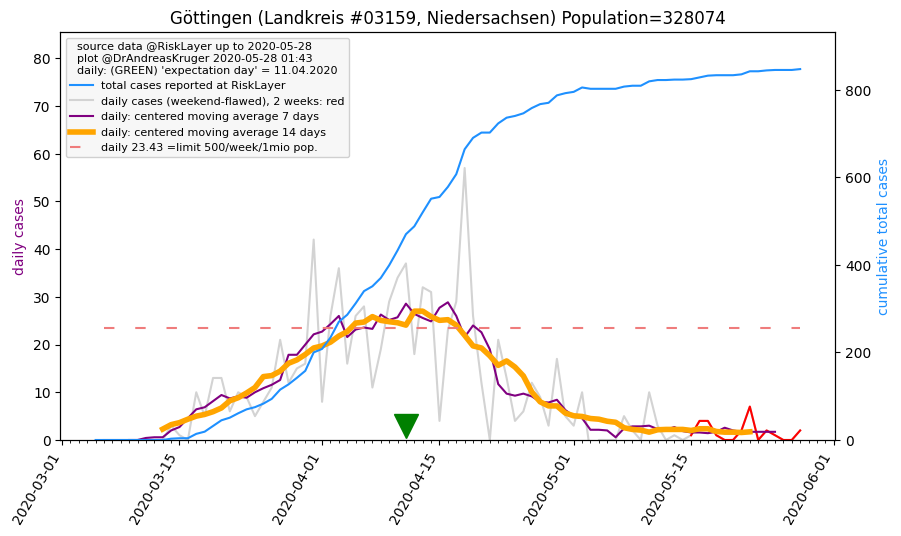 Göttingen (Landkreis #03159, Niedersachsen) Population=328074
source data @RiskLayer up to 2020-05-28
plot @DrAndreasKruger 2020-05-28 01:43
daily: (GREEN) 'expectation day' = 11.04.2020
total cases reported at RiskLayer
daily cases (weekend-flawed), 2 weeks: red
daily: centered moving average 7 days
daily: centered moving average 14 days
daily 23.43 =limit 500/week/1mio pop.
daily cases
80
70
60
50
40
30
20
10
0
cumulative total cases
800
600
400
200
0
2020-03-01
2020-03-15
2020-04-01
2020-04-15
2020-05-01
2020-05-15
2020-06-01